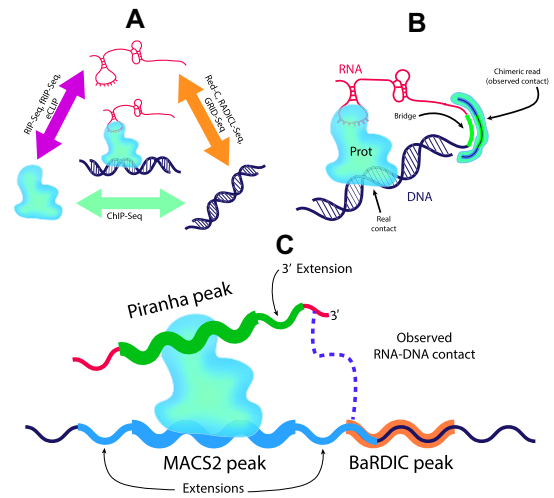 A
RIP-Seq, fRIP-Seq,
eCLIP
Red-C, RADICL-Seq,
GRID-Seq
ChIP-Seq
B
RNA
Chimeric read
(observed contact)
Bridge
Prot
DNA
Real
contact
C
3′ Extension
Piranha peak
3′
Observed
RNA-DNA contact
MACS2 peak
BaRDIC peak
Extensions